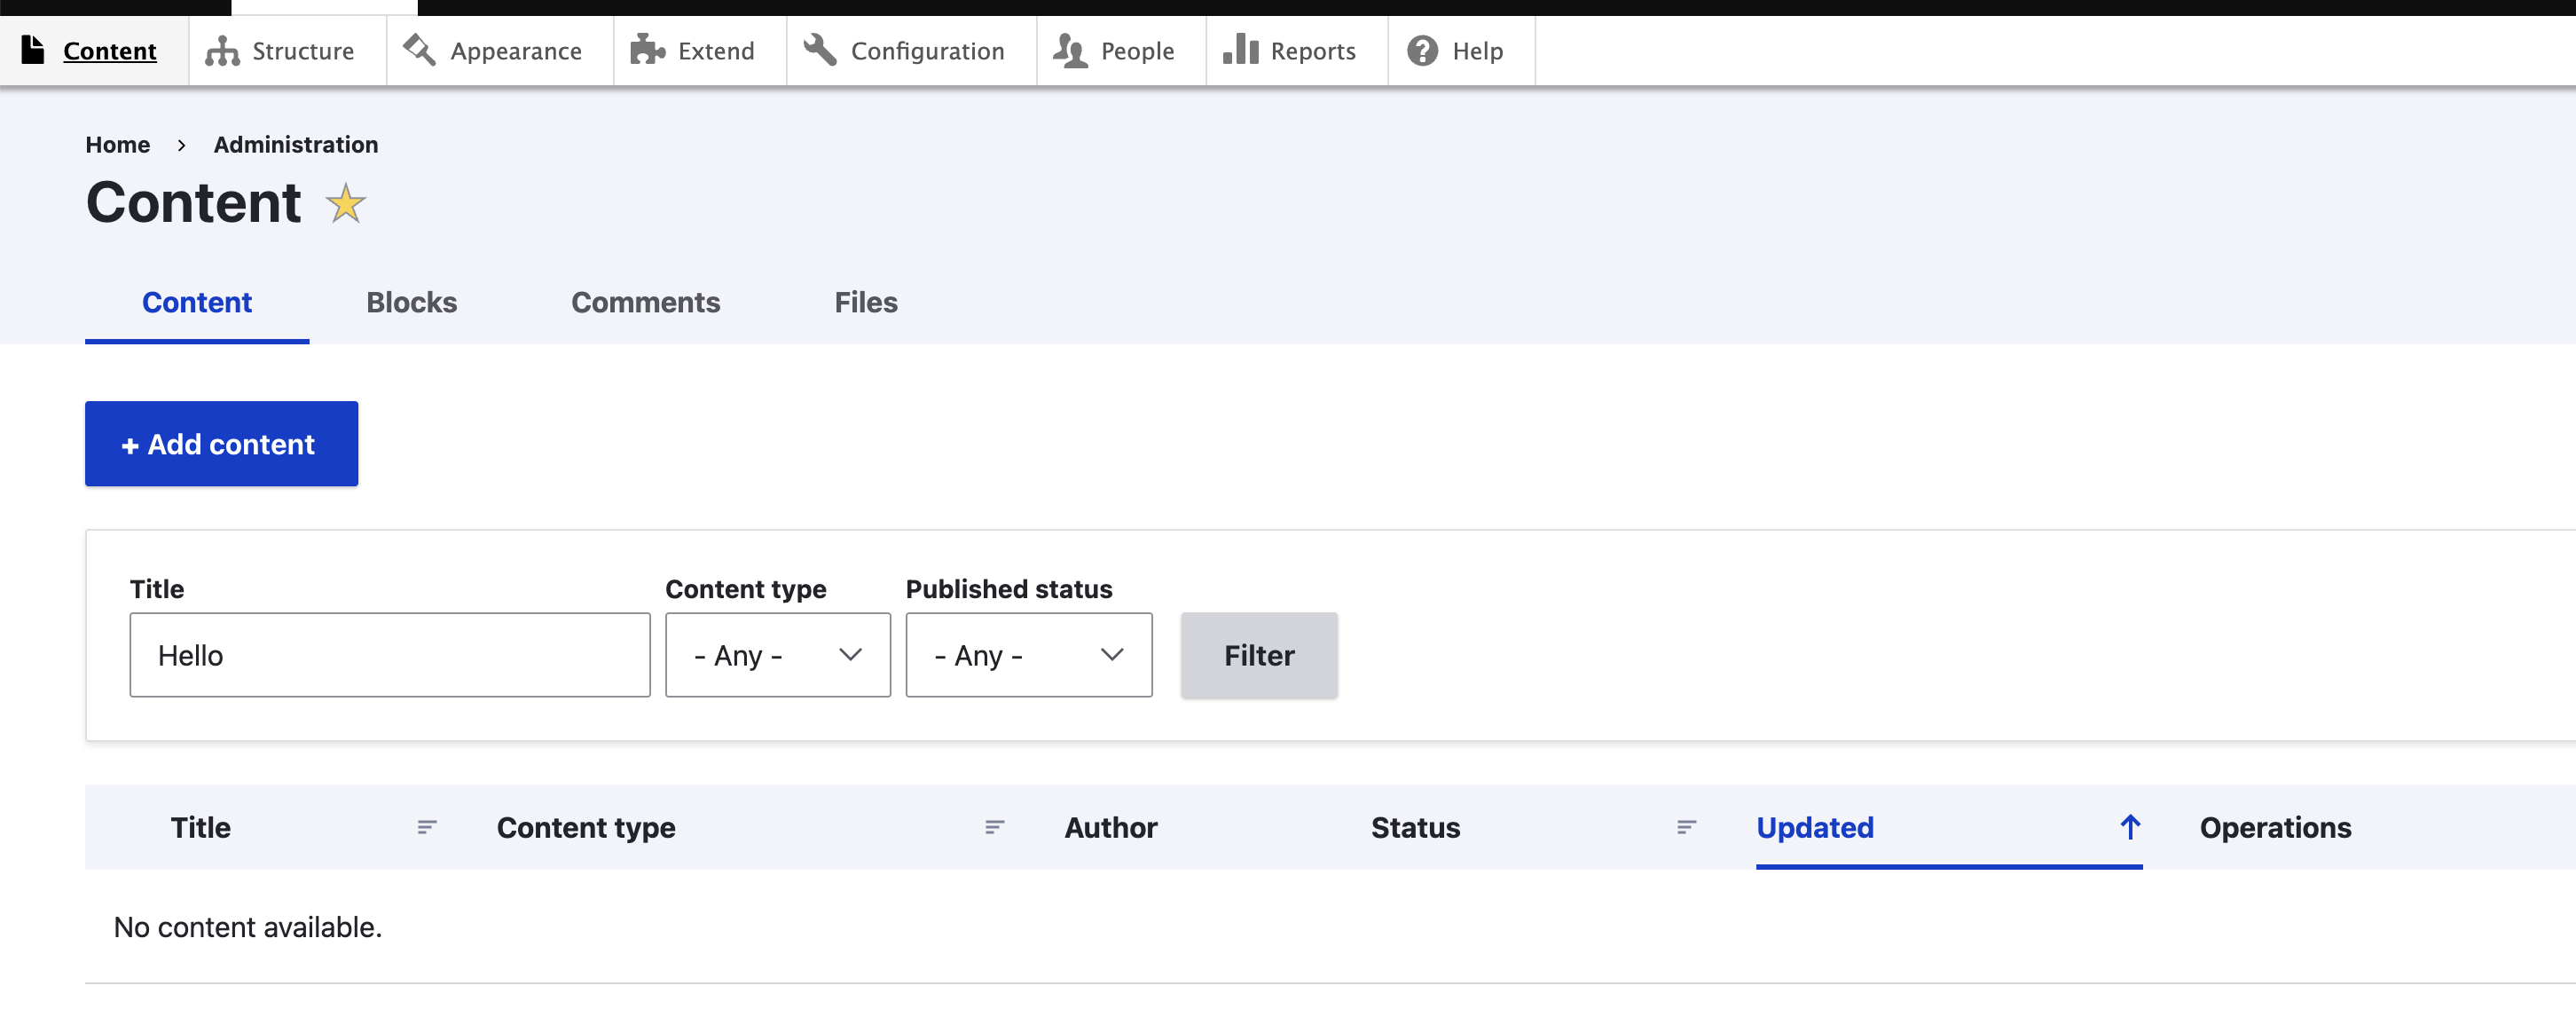 Content Structure Appearance Extend Configuration People Reports Help
Home › Administration
Content
Content Blocks Comments Files
+ Add content
Title Content type Published status
Hello - Any - - Any - Filter
Title Content type Author Status Updated Operations
No content available.